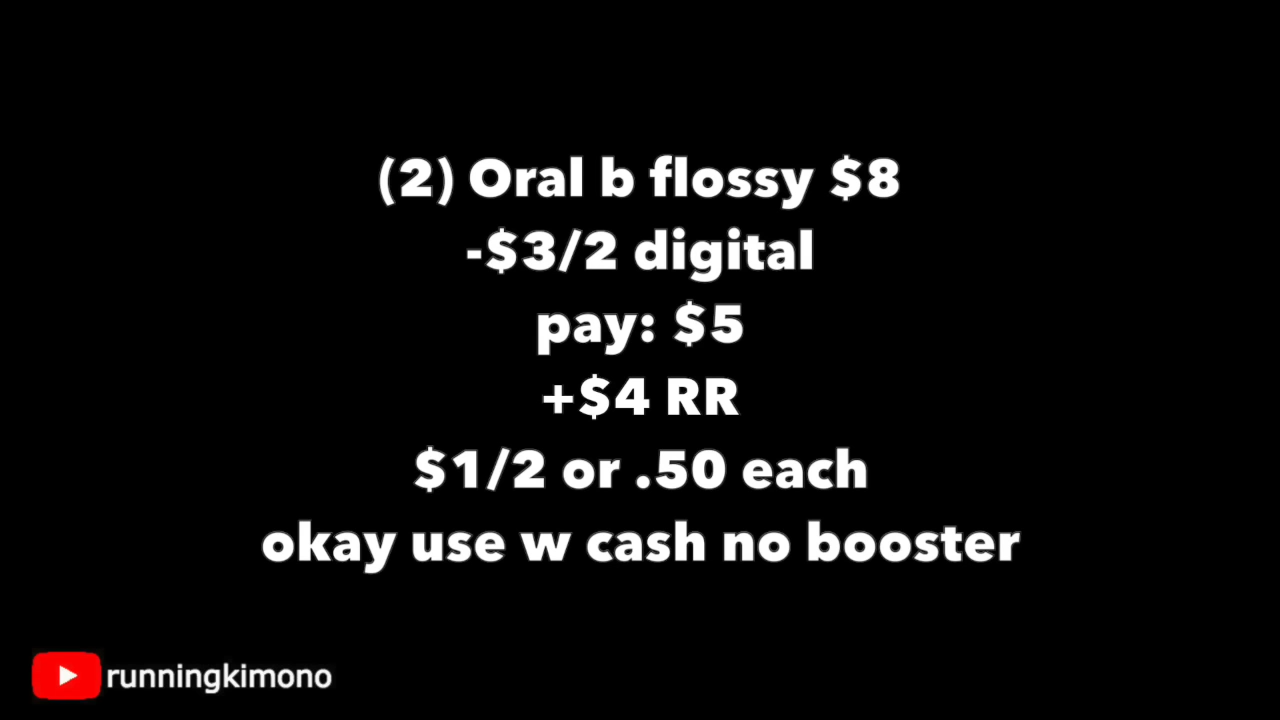 (2) Oral b flossy $8
-$3/2 digital
pay: $5
+$4 RR
$1/2 or .50 each
okay use w cash no booster
runningkimono